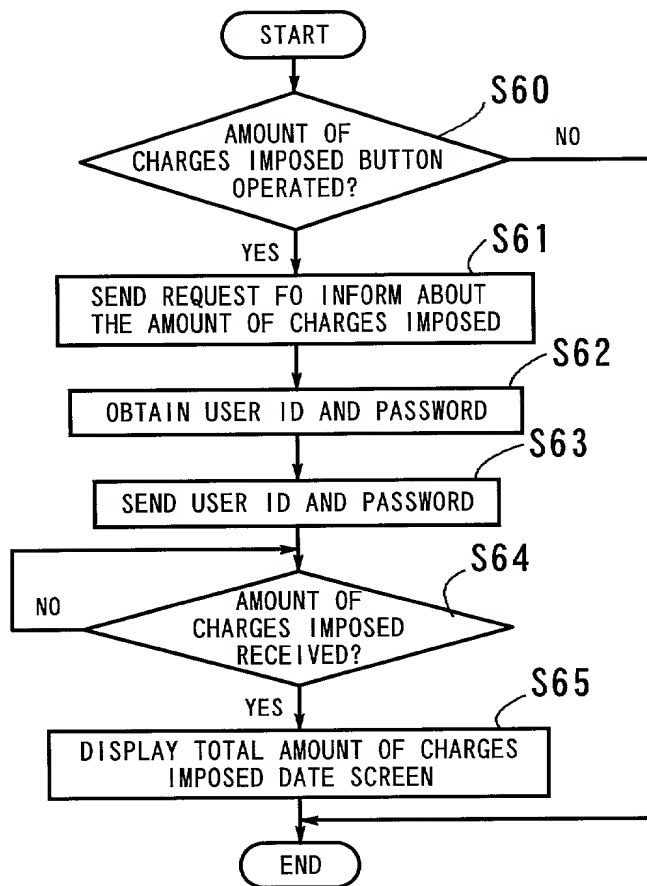 START
S60
AMOUNT OF
CHARGES IMPOSED BUTTON
OPERATED?
NO
YES
S61
SEND REQUEST FO INFORM ABOUT
THE AMOUNT OF CHARGES IMPOSED
S62
OBTAIN USER ID AND PASSWORD
S63
SEND USER ID AND PASSWORD
S64
AMOUNT OF
CHARGES IMPOSED
RECEIVED?
NO
YES
S65
DISPLAY TOTAL AMOUNT OF CHARGES
IMPOSED DATE SCREEN
END